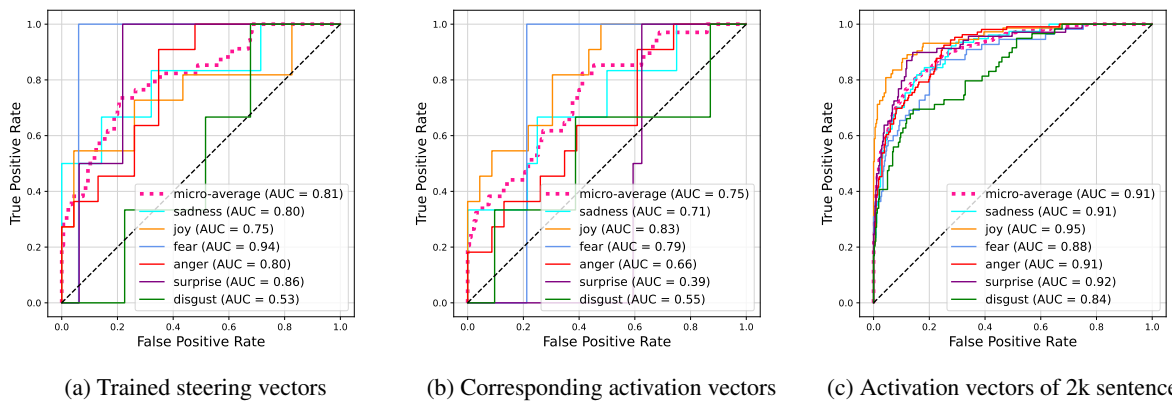 1.0
0.8
0.6
0.4
0.2
0.0
True Positive Rate
0.0 0.2 0.4 0.6 0.8 1.0
False Positive Rate
micro-average (AUC = 0.81)
sadness (AUC = 0.80)
joy (AUC = 0.75)
fear (AUC = 0.94)
anger (AUC = 0.80)
surprise (AUC = 0.86)
disgust (AUC = 0.53)
(a) Trained steering vectors
1.0
0.8
0.6
0.4
0.2
0.0
True Positive Rate
0.0 0.2 0.4 0.6 0.8 1.0
False Positive Rate
micro-average (AUC = 0.75)
sadness (AUC = 0.71)
joy (AUC = 0.83)
fear (AUC = 0.79)
anger (AUC = 0.66)
surprise (AUC = 0.39)
disgust (AUC = 0.55)
(b) Corresponding activation vectors
1.0
0.8
0.6
0.4
0.2
0.0
True Positive Rate
0.0 0.2 0.4 0.6 0.8 1.0
False Positive Rate
micro-average (AUC = 0.91)
sadness (AUC = 0.91)
joy (AUC = 0.95)
fear (AUC = 0.88)
anger (AUC = 0.91)
surprise (AUC = 0.92)
disgust (AUC = 0.84)
(c) Activation vectors of 2k sentence